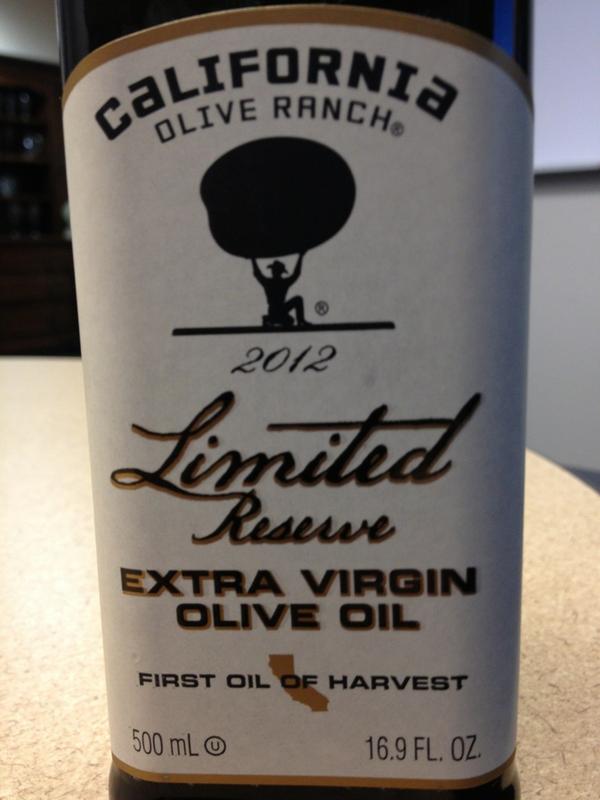 CaLIFORNIa
OLIVE RANCH®
®
2012
Limited
Reserve
EXTRA VIRGIN
OLIVE OIL
FIRST OIL OF HARVEST
500 mL Ⓤ 16.9 FL. OZ.